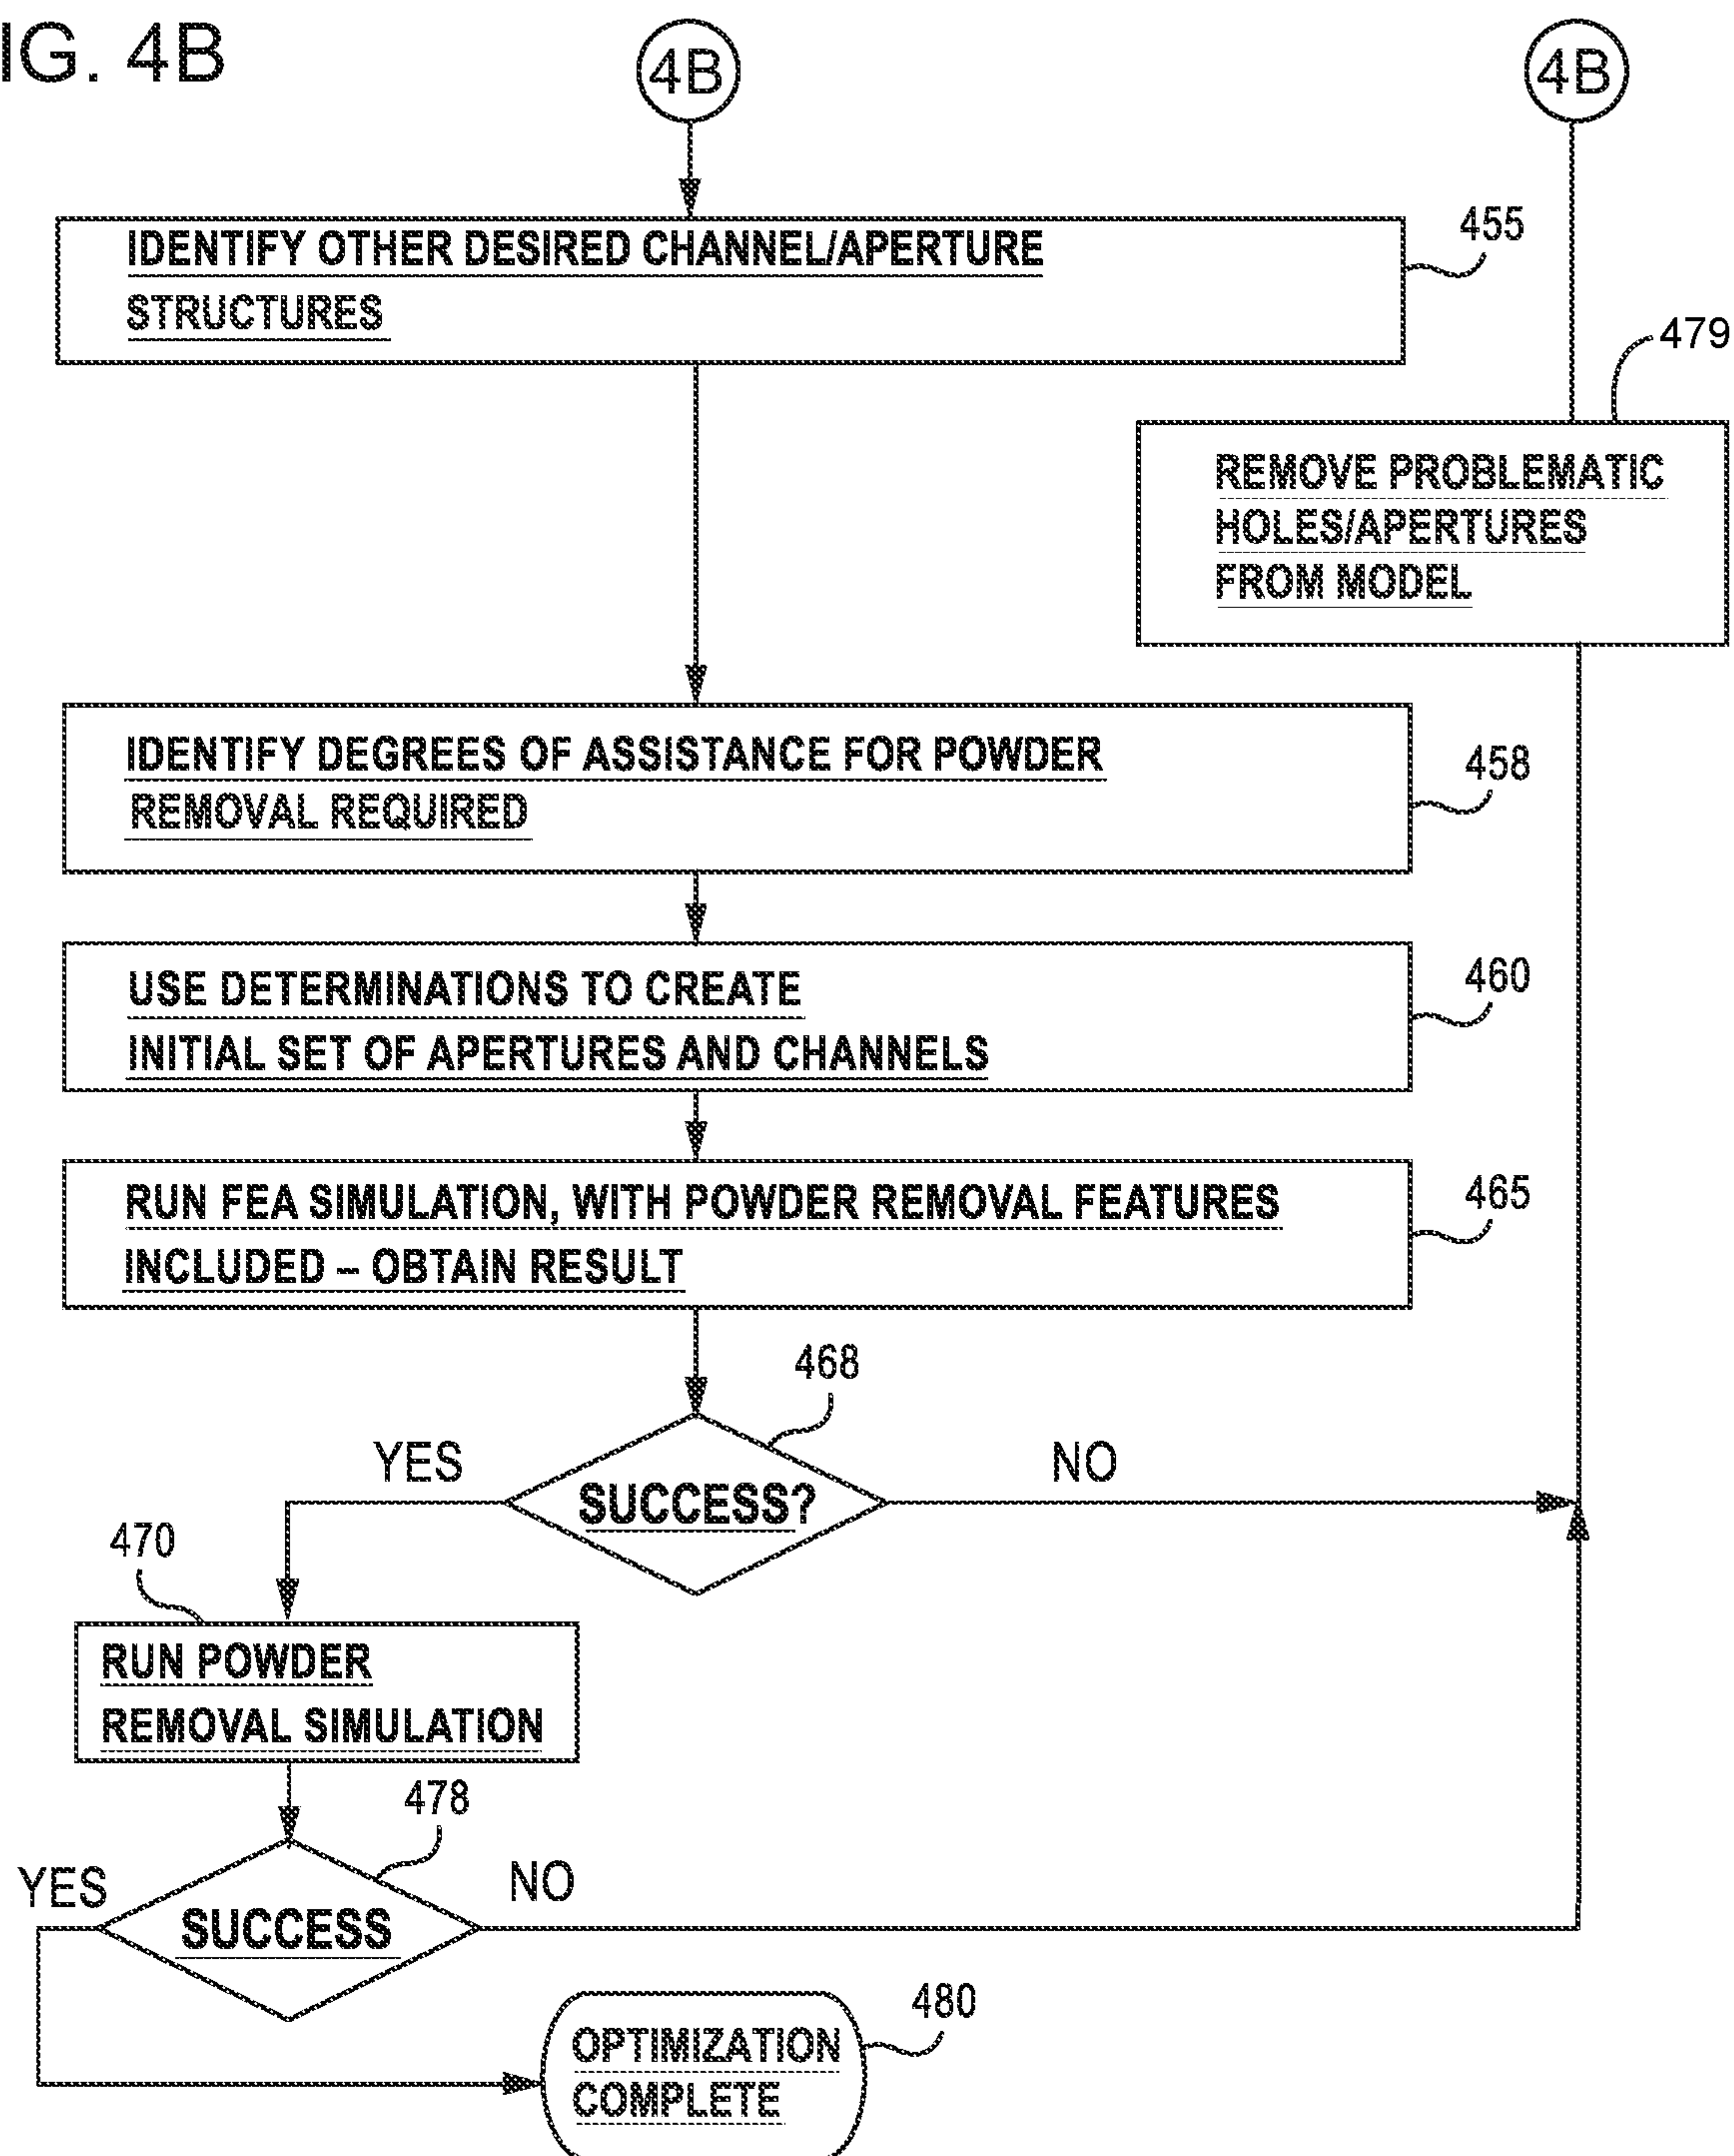 IG. 4B
4B
4B
IDENTIFY OTHER DESIRED CHANNEL/APERTURE
STRUCTURES
455
479
REMOVE PROBLEMATIC
HOLES/APERTURES
FROM MODEL
IDENTIFY DEGREES OF ASSISTANCE FOR POWDER
REMOVAL REQUIRED
458
USE DETERMINATIONS TO CREATE
INITIAL SET OF APERTURES AND CHANNELS
460
RUN FEA SIMULATION, WITH POWDER REMOVAL FEATURES
INCLUDED – OBTAIN RESULT
465
468
YES
SUCCESS?
NO
470
RUN POWDER
REMOVAL SIMULATION
478
YES
SUCCESS
NO
480
OPTIMIZATION
COMPLETE